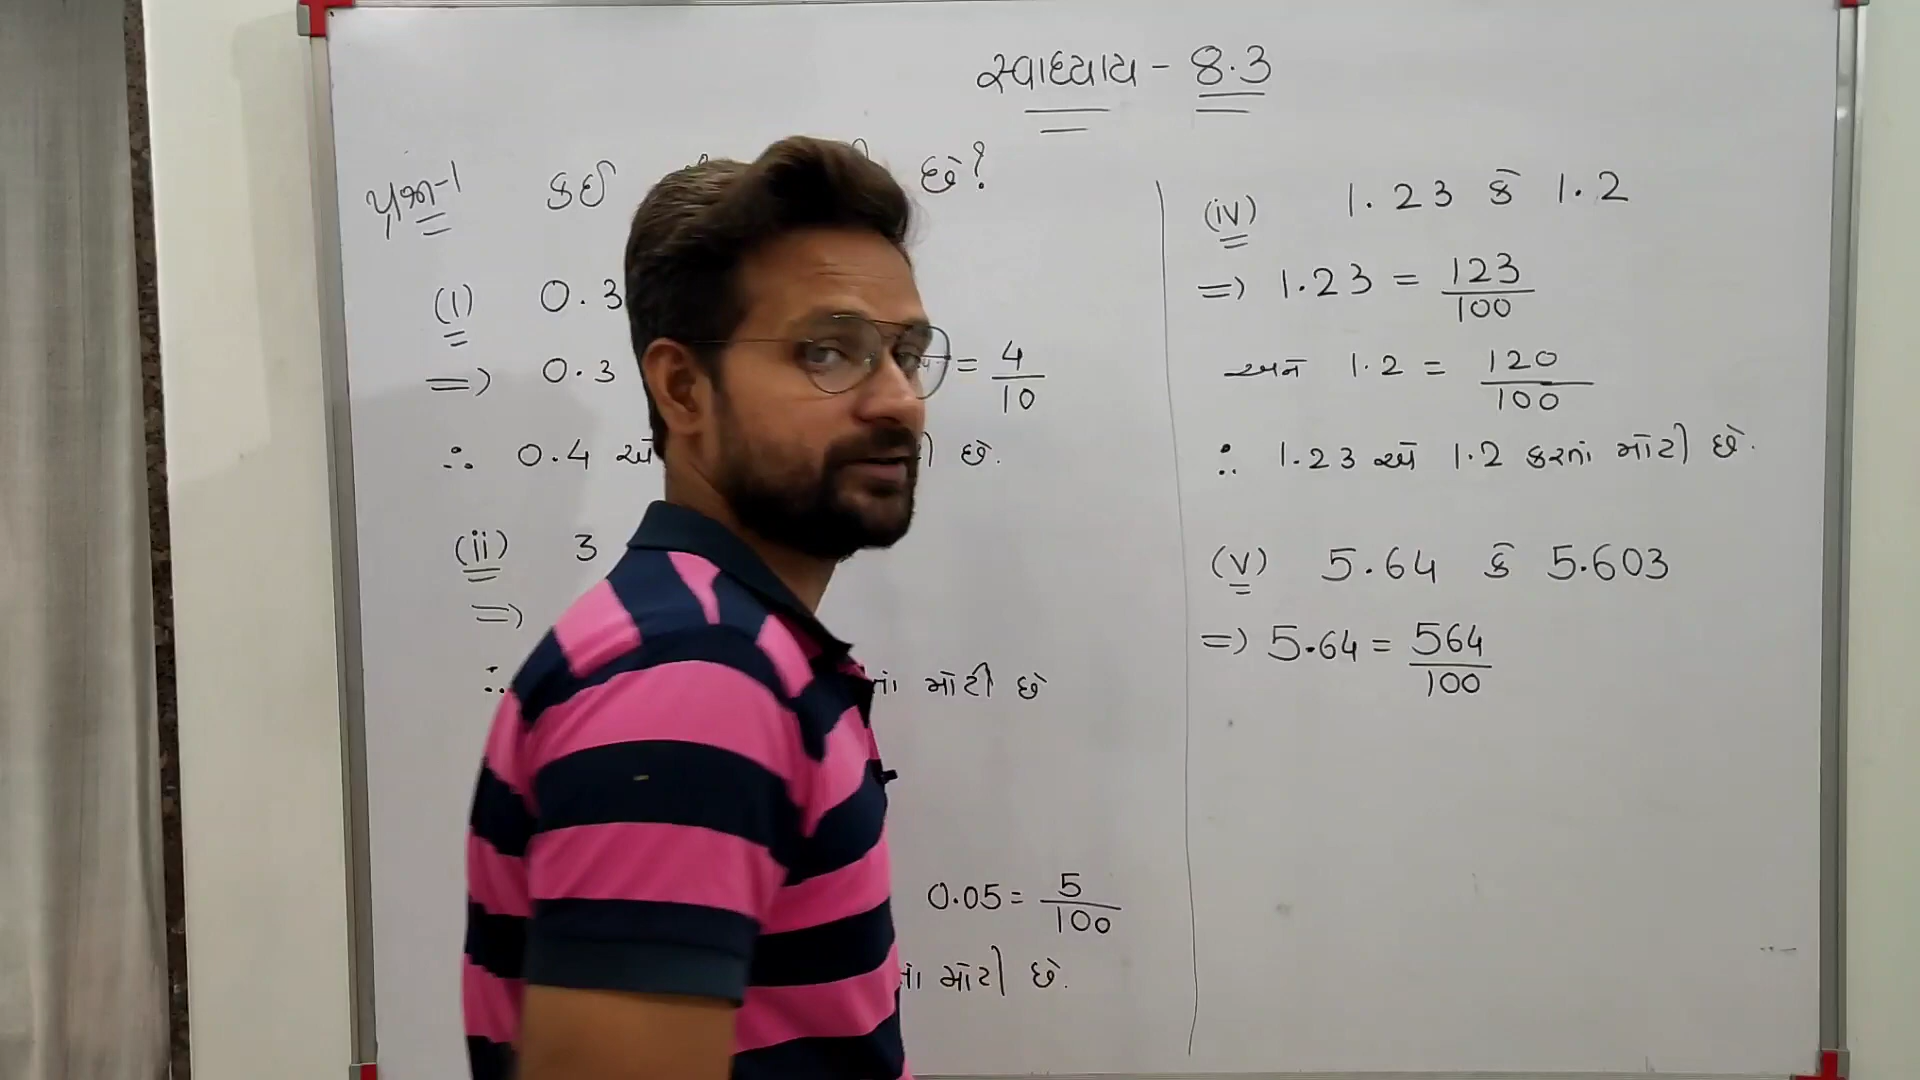 સ્વાધ્યાય - 8.3
પ્રશ્ન-1 કઈ છે?
(i) 0.3
=) 0.3 = 4/10
∴ 0.4 એ છે.
(ii) 3
=)
∴ મોટી છે
0.05 = 5/100
મોટી છે.
(iv) 1.23 કે 1.2
=) 1.23 = 123/100
અને 1.2 = 120/100
∴ 1.23 એ 1.2 કરતાં મોટી છે.
(v) 5.64 કે 5.603
=) 5.64 = 564/100